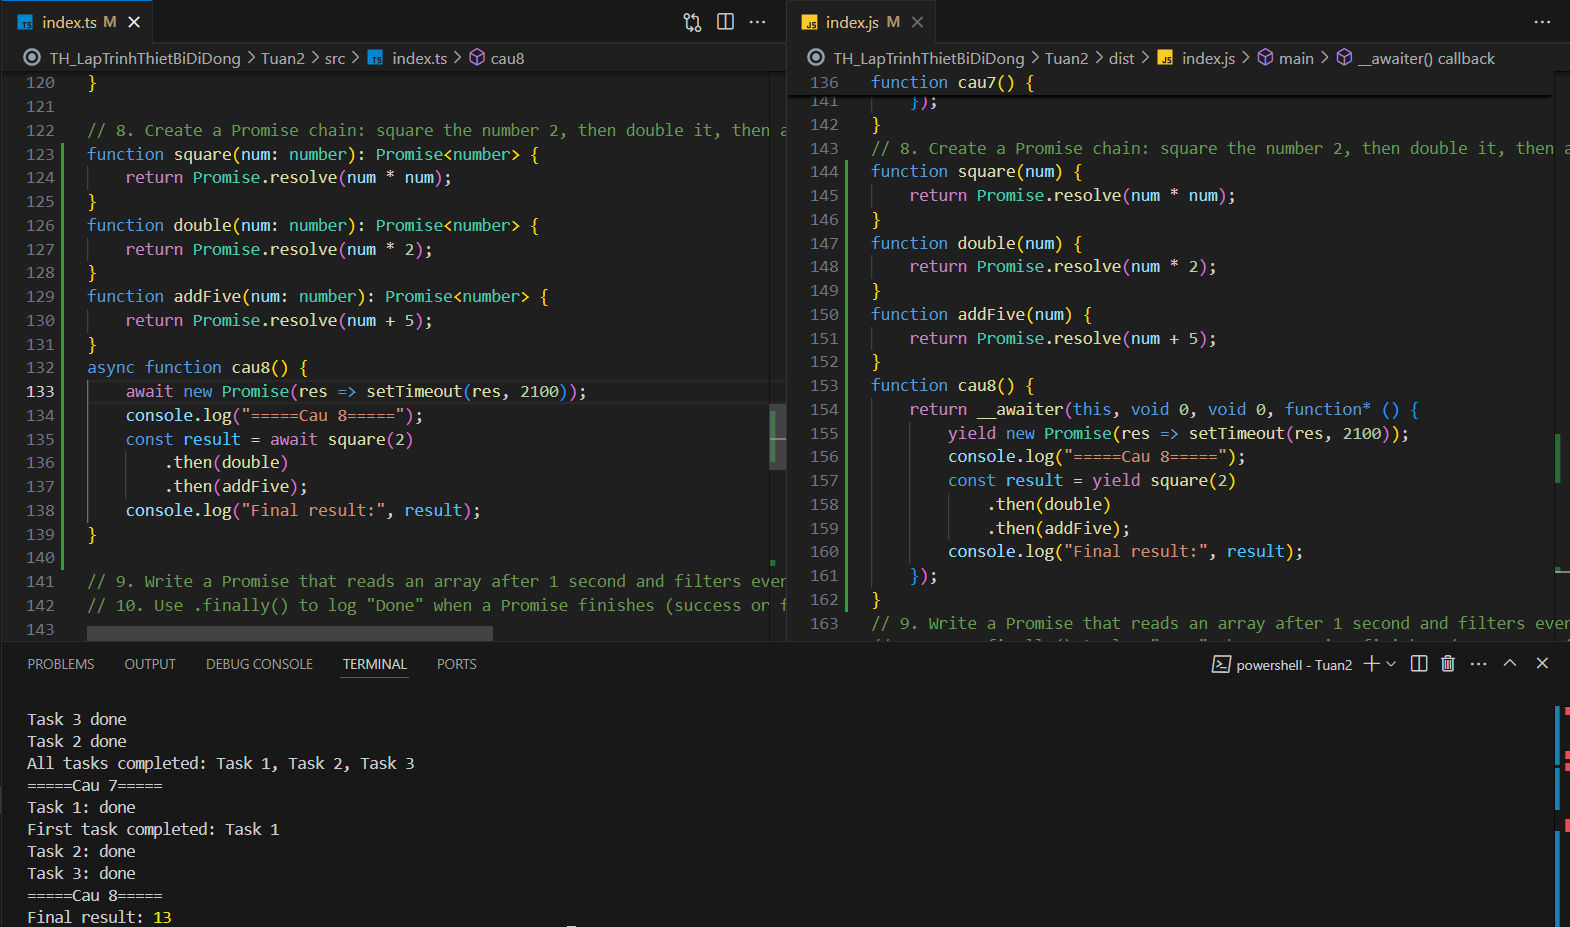 index.ts M
TH_LapTrinhThietBiDiDong > Tuan2 > src > index.ts > cau8
120 }
121
122 // 8. Create a Promise chain: square the number 2, then double it, then a
123 function square(num: number): Promise<number> {
124 return Promise.resolve(num * num);
125 }
126 function double(num: number): Promise<number> {
127 return Promise.resolve(num * 2);
128 }
129 function addFive(num: number): Promise<number> {
130 return Promise.resolve(num + 5);
131 }
132 async function cau8() {
133 await new Promise(res => setTimeout(res, 2100));
134 console.log("=====Cau 8=====");
135 const result = await square(2)
136 .then(double)
137 .then(addFive);
138 console.log("Final result:", result);
139 }
140
141 // 9. Write a Promise that reads an array after 1 second and filters ever
142 // 10. Use .finally() to log "Done" when a Promise finishes (success or f
143
index.js M
TH_LapTrinhThietBiDiDong > Tuan2 > dist > index.js > main > __awaiter() callback
136 function cau7() {
141 });
142 }
143 // 8. Create a Promise chain: square the number 2, then double it, then a
144 function square(num) {
145 return Promise.resolve(num * num);
146 }
147 function double(num) {
148 return Promise.resolve(num * 2);
149 }
150 function addFive(num) {
151 return Promise.resolve(num + 5);
152 }
153 function cau8() {
154 return __awaiter(this, void 0, void 0, function* () {
155 yield new Promise(res => setTimeout(res, 2100));
156 console.log("=====Cau 8=====");
157 const result = yield square(2)
158 .then(double)
159 .then(addFive);
160 console.log("Final result:", result);
161 });
162 }
163 // 9. Write a Promise that reads an array after 1 second and filters ever
PROBLEMS OUTPUT DEBUG CONSOLE TERMINAL PORTS
powershell - Tuan2
Task 3 done
Task 2 done
All tasks completed: Task 1, Task 2, Task 3
=====Cau 7=====
Task 1: done
First task completed: Task 1
Task 2: done
Task 3: done
=====Cau 8=====
Final result: 13